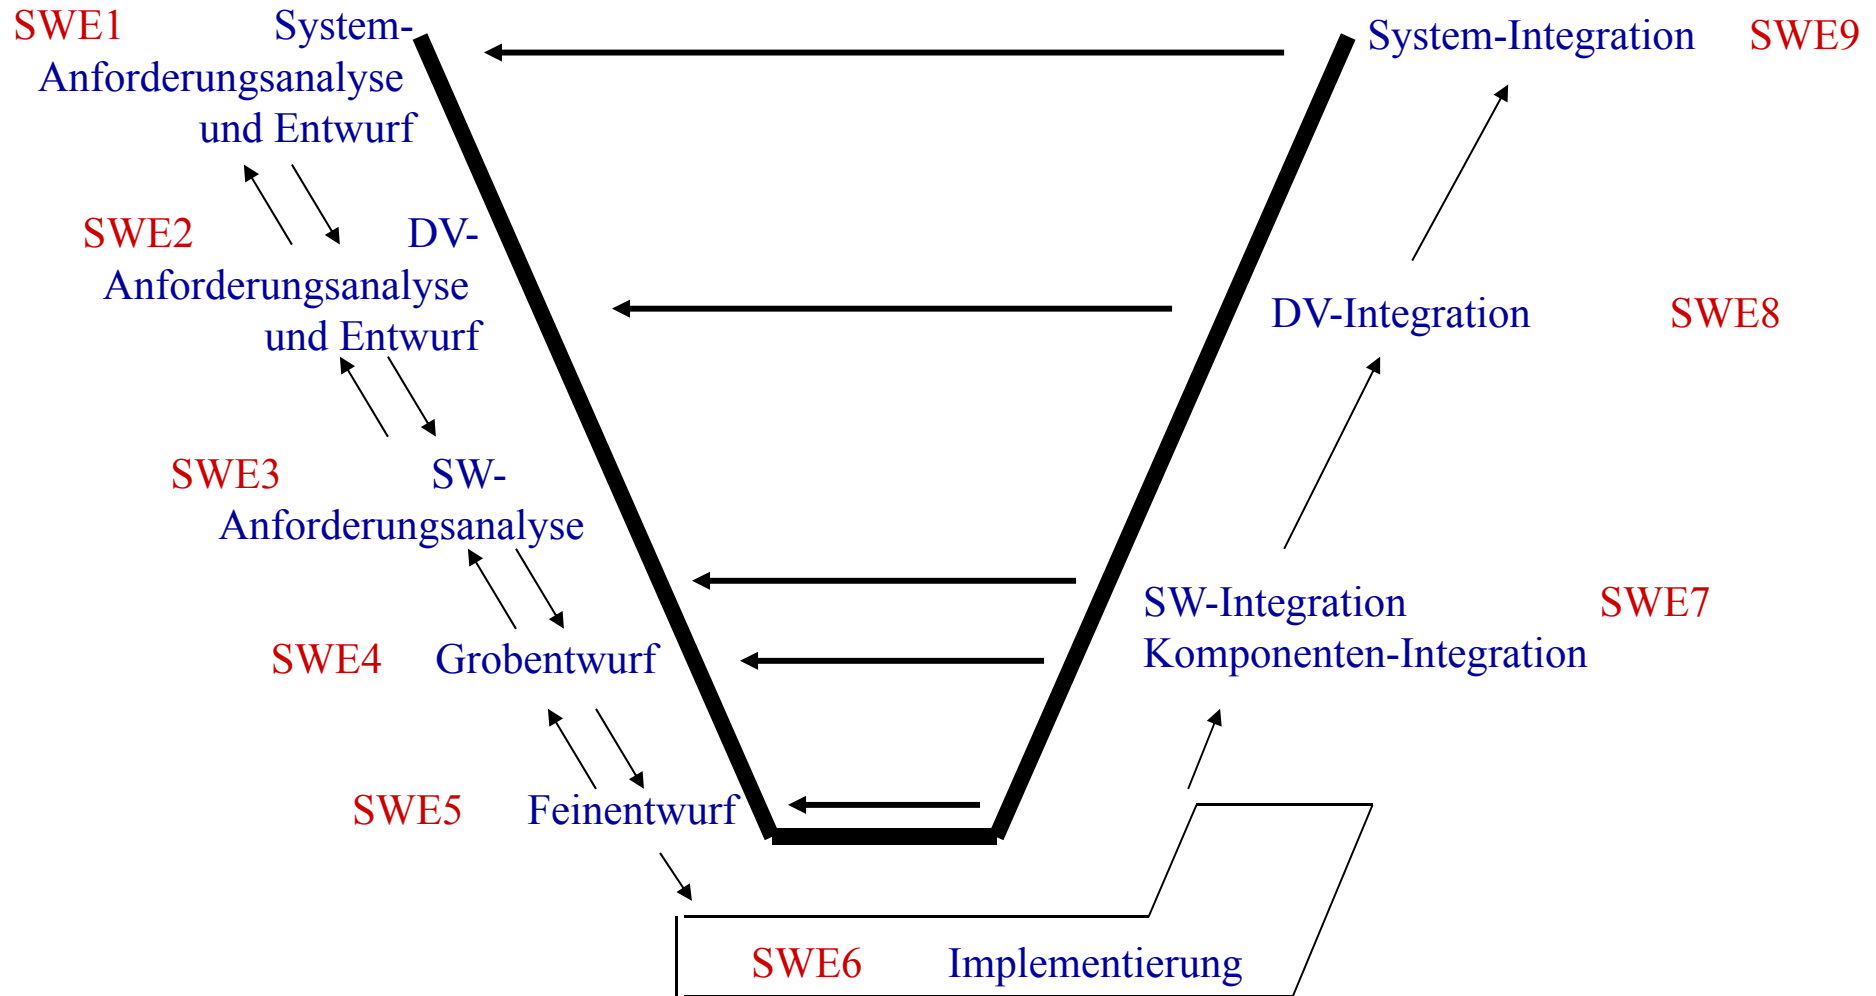 SWE1 System-
Anforderungsanalyse
und Entwurf
System-Integration SWE9
SWE2 DV-
Anforderungsanalyse
und Entwurf
DV-Integration SWE8
SWE3 SW-
Anforderungsanalyse
SW-Integration SWE7
Komponenten-Integration
SWE4 Grobentwurf
SWE5 Feinentwurf
SWE6 Implementierung